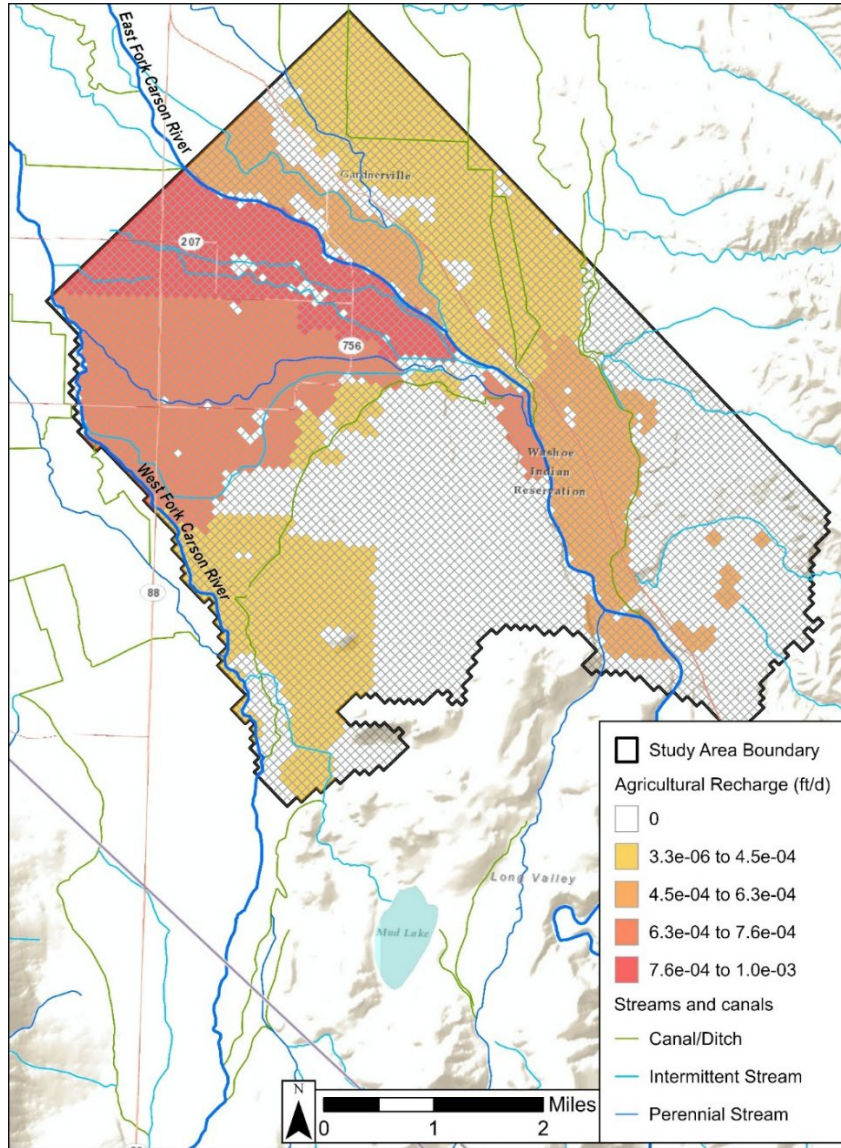 East Fork Carson River
Gardnerville
207
756
Washoe
Indian
Reservation
West Fork Carson River
88
Long Valley
Mud Lake
Study Area Boundary
Agricultural Recharge (ft/d)
0
3.3e-06 to 4.5e-04
4.5e-04 to 6.3e-04
6.3e-04 to 7.6e-04
7.6e-04 to 1.0e-03
Streams and canals
Canal/Ditch
Intermittent Stream
Perennial Stream
N
Miles
0 1 2